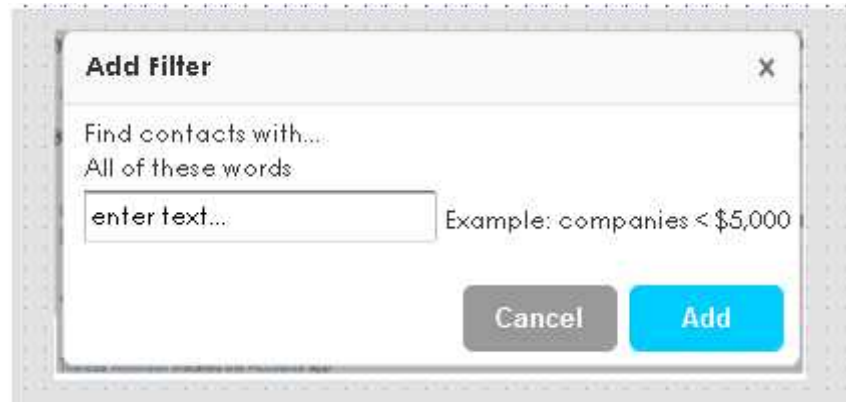 Add Filter
x
Find contacts with...
All of these words
enter text...
Example: companies < $5,000
Cancel
Add